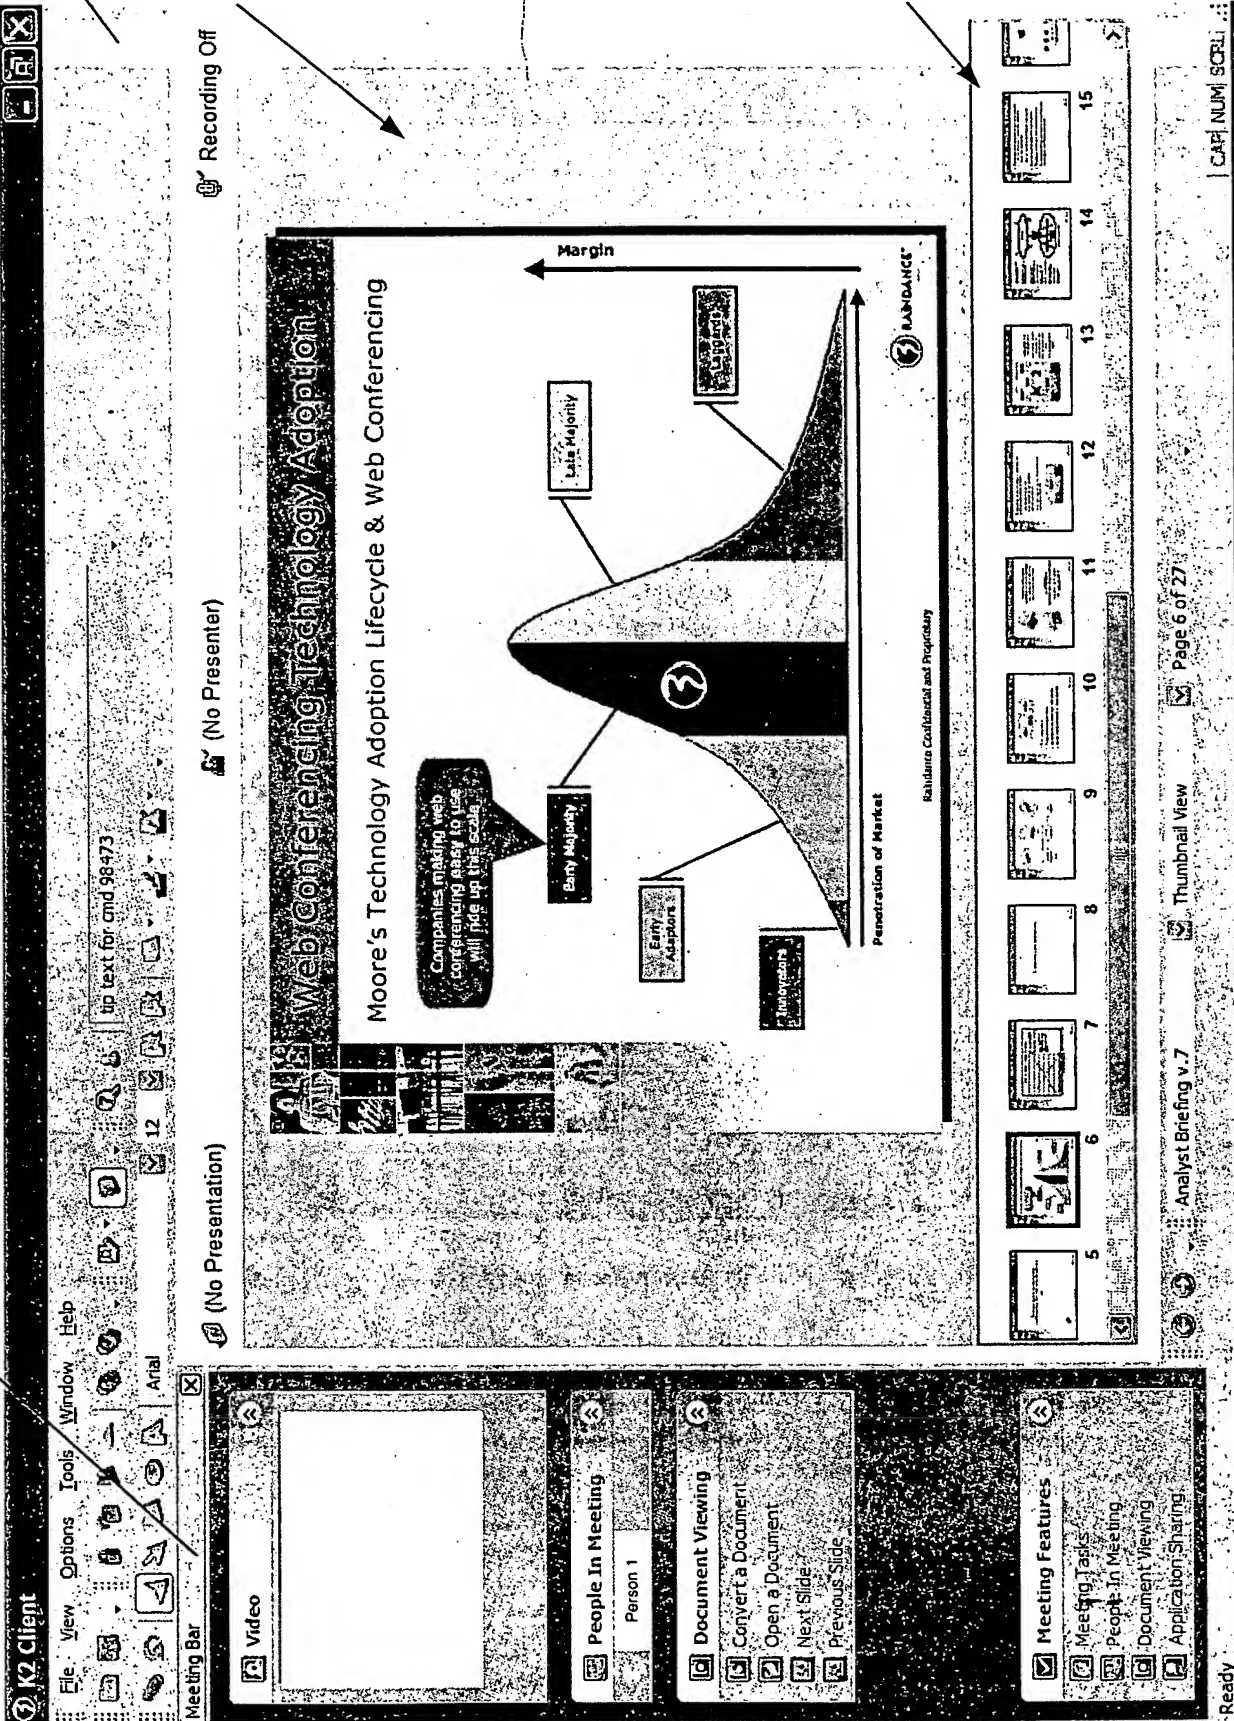 K2 Client
File View Options Tools Window Help
tip text for cmd 98473
Arial
12
Meeting Bar
(No Presentation)
(No Presenter)
Recording Off
Video
People In Meeting
Person 1
Document Viewing
Convert a Document
Open a Document
Next Slide
Previous Slide
Meeting Features
Meeting Tasks
People In Meeting
Document Viewing
Application Sharing
Web Conferencing Technology Adoption
Moore's Technology Adoption Lifecycle & Web Conferencing
Companies making web
conferencing easy to use
will ride up this scale
Early Majority
Late Majority
Early
Adaptors
Innovators
Laggards
Margin
Penetration of Market
Raindance Confidential and Proprietary
RAINDANCE
5 6 7 8 9 10 11 12 13 14 15
Analyst Briefing v.7
Thumbnail View
Page 6 of 27
Ready
CAP NUM SCRL